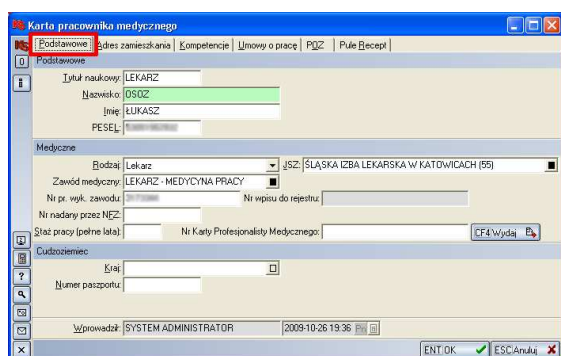 KS Karta pracownika medycznego
Podstawowe Adres zamieszkania Kompetencje Umowy o pracę POZ Pule Recept
Podstawowe
Tytuł naukowy: LEKARZ
Nazwisko: OSOZ
Imię: ŁUKASZ
PESEL:
Medyczne
Rodzaj: Lekarz JSZ: ŚLĄSKA IZBA LEKARSKA W KATOWICACH (55)
Zawód medyczny: LEKARZ - MEDYCYNA PRACY
Nr pr. wyk. zawodu: Nr wpisu do rejestru:
Nr nadany przez NFZ:
Staż pracy (pełne lata): Nr Karty Profesjonalisty Medycznego: CF4 Wydaj
Cudzoziemiec
Kraj:
Numer paszportu:
Wprowadził: SYSTEM ADMINISTRATOR 2009-10-26 19:36 Pn
ENT OK ESC Anuluj